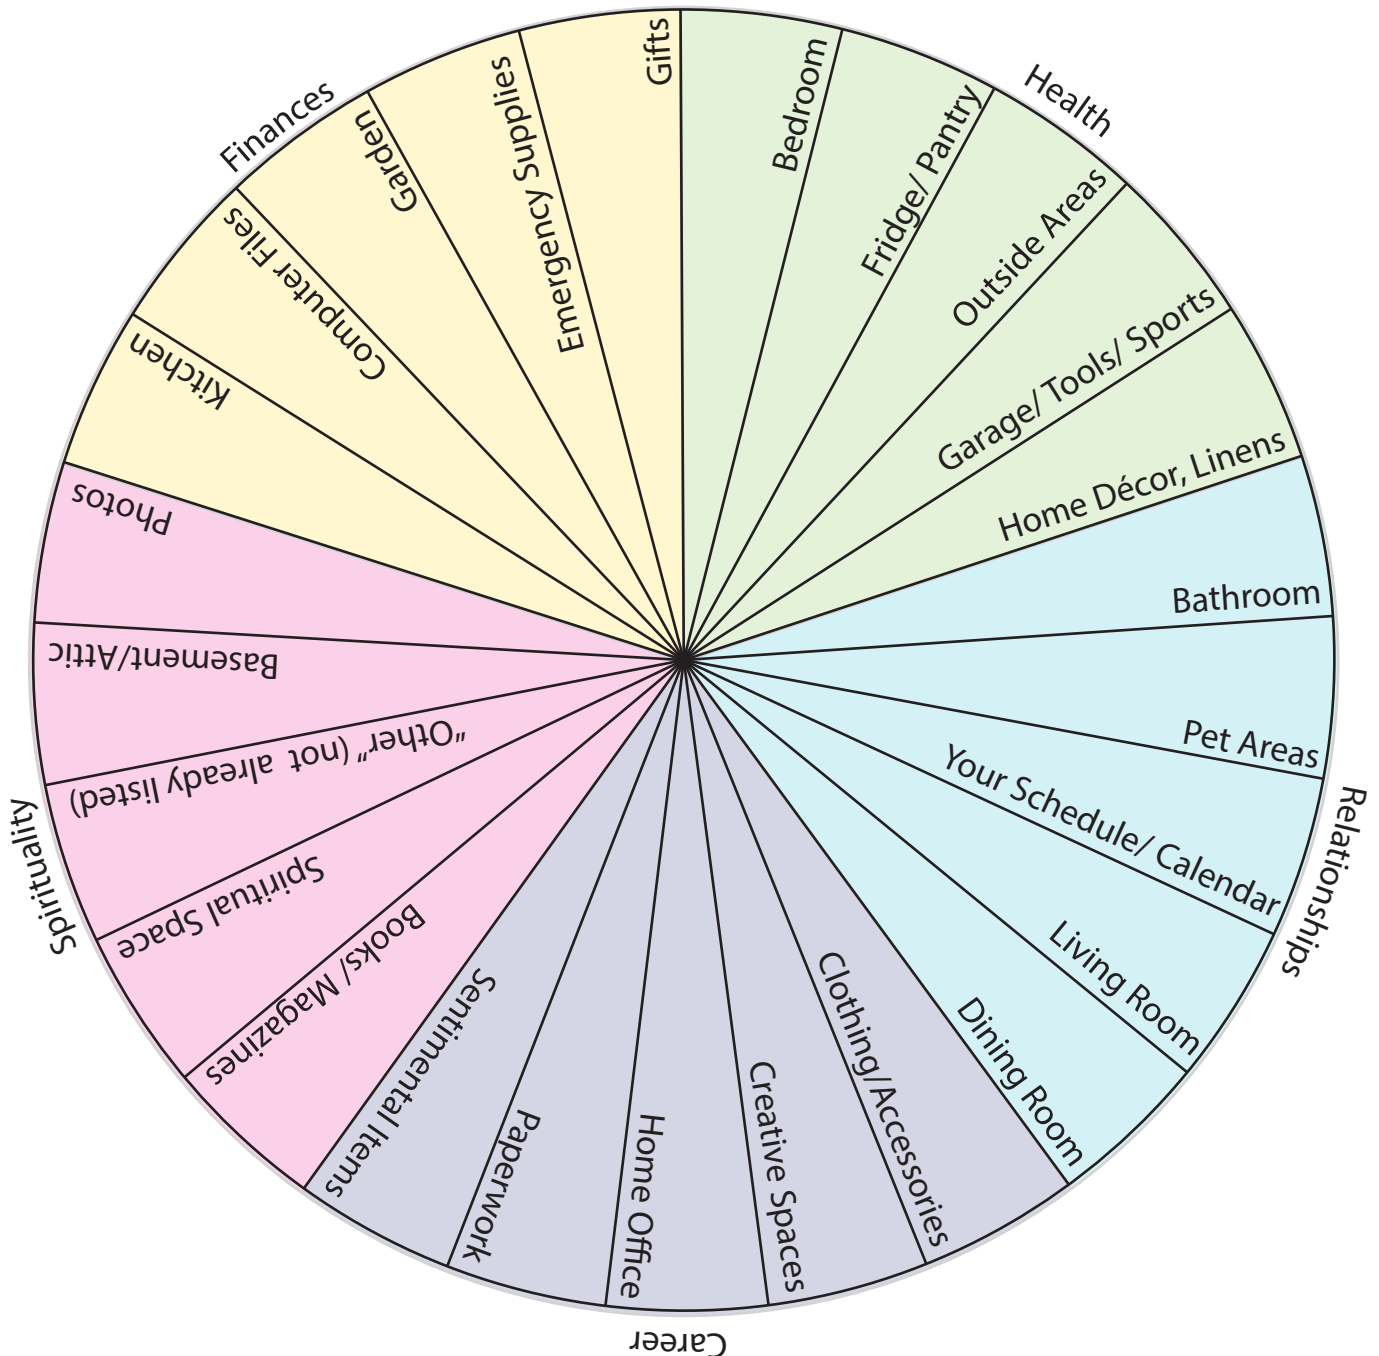 Health
Bedroom
Fridge/ Pantry
Outside Areas
Garage/ Tools/ Sports
Home Décor, Linens
Relationships
Bathroom
Pet Areas
Your Schedule/ Calendar
Living Room
Dining Room
Career
Clothing/Accessories
Creative Spaces
Home Office
Paperwork
Sentimental Items
Spirituality
Books/ Magazines
Spiritual Space
"Other" (not already listed)
Basement/Attic
Photos
Finances
Kitchen
Computer Files
Garden
Emergency Supplies
Gifts